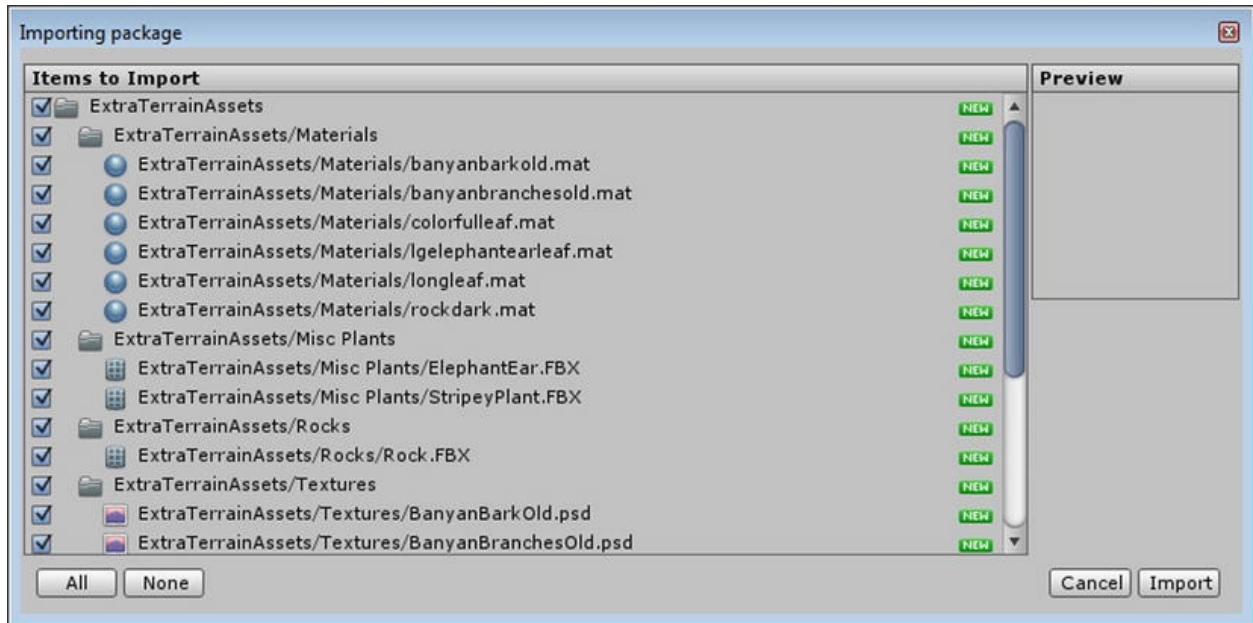 Importing package
Items to Import
Preview
ExtraTerrainAssets NEW
ExtraTerrainAssets/Materials NEW
ExtraTerrainAssets/Materials/banyanbarkold.mat NEW
ExtraTerrainAssets/Materials/banyanbranchesold.mat NEW
ExtraTerrainAssets/Materials/colorfulleaf.mat NEW
ExtraTerrainAssets/Materials/lgelephantearleaf.mat NEW
ExtraTerrainAssets/Materials/longleaf.mat NEW
ExtraTerrainAssets/Materials/rockdark.mat NEW
ExtraTerrainAssets/Misc Plants NEW
ExtraTerrainAssets/Misc Plants/ElephantEar.FBX NEW
ExtraTerrainAssets/Misc Plants/StripeyPlant.FBX NEW
ExtraTerrainAssets/Rocks NEW
ExtraTerrainAssets/Rocks/Rock.FBX NEW
ExtraTerrainAssets/Textures NEW
ExtraTerrainAssets/Textures/BanyanBarkOld.psd NEW
ExtraTerrainAssets/Textures/BanyanBranchesOld.psd NEW
All None Cancel Import